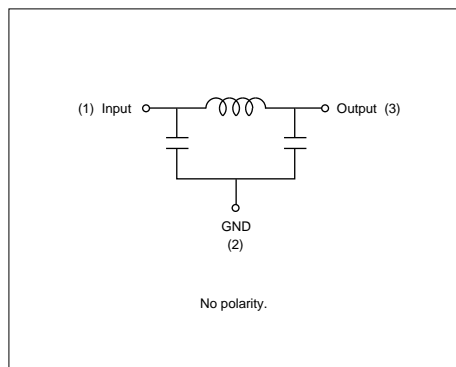 (1) Input
Output (3)
GND
(2)
No polarity.